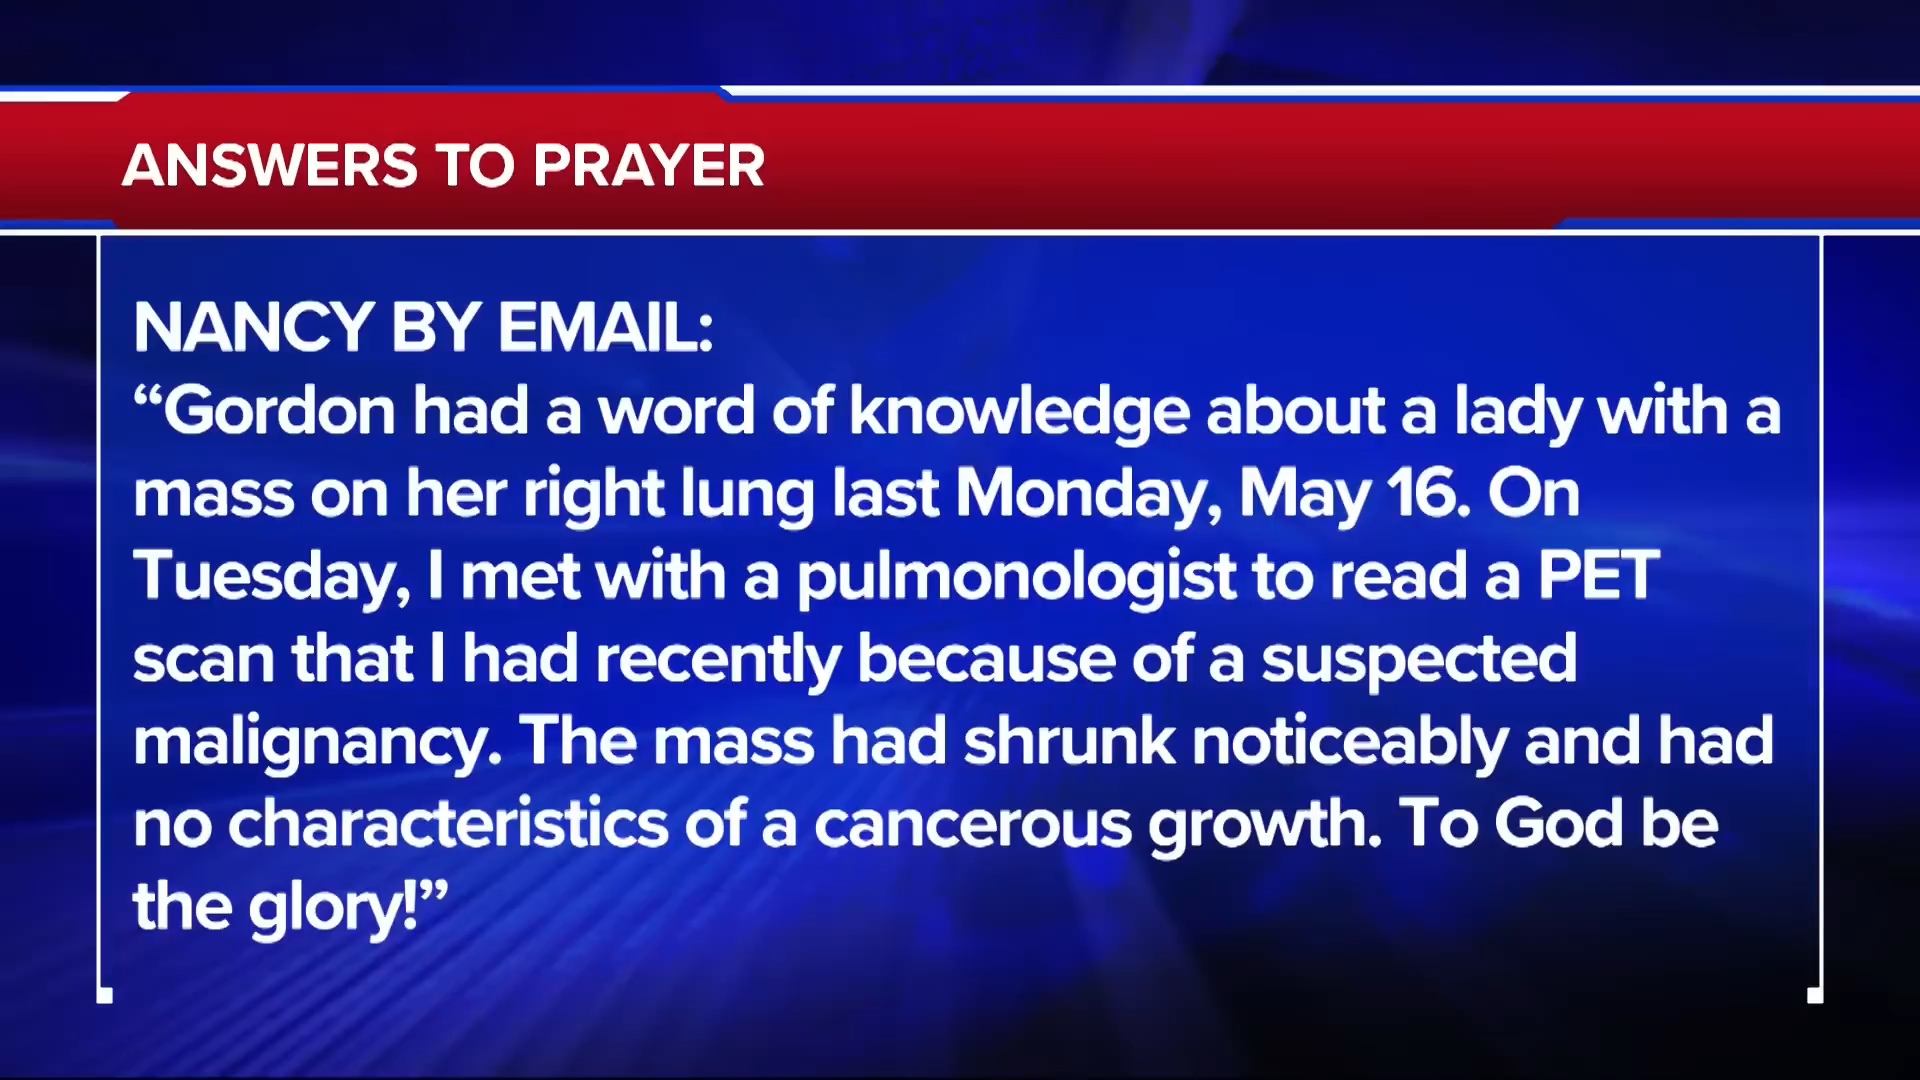 ANSWERS TO PRAYER
NANCY BY EMAIL:
“Gordon had a word of knowledge about a lady with a
mass on her right lung last Monday, May 16. On
Tuesday, I met with a pulmonologist to read a PET
scan that I had recently because of a suspected
malignancy. The mass had shrunk noticeably and had
no characteristics of a cancerous growth. To God be
the glory!”